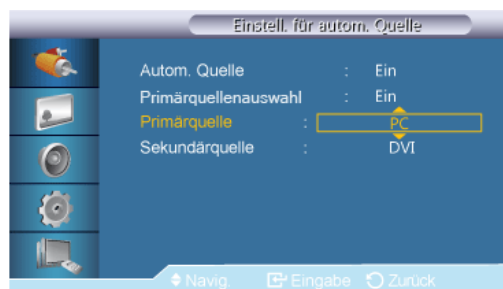 Einstell. für autom. Quelle
Autom. Quelle : Ein
Primärquellenauswahl : Ein
Primärquelle : PC
Sekundärquelle : DVI
Navig. Eingabe Zurück